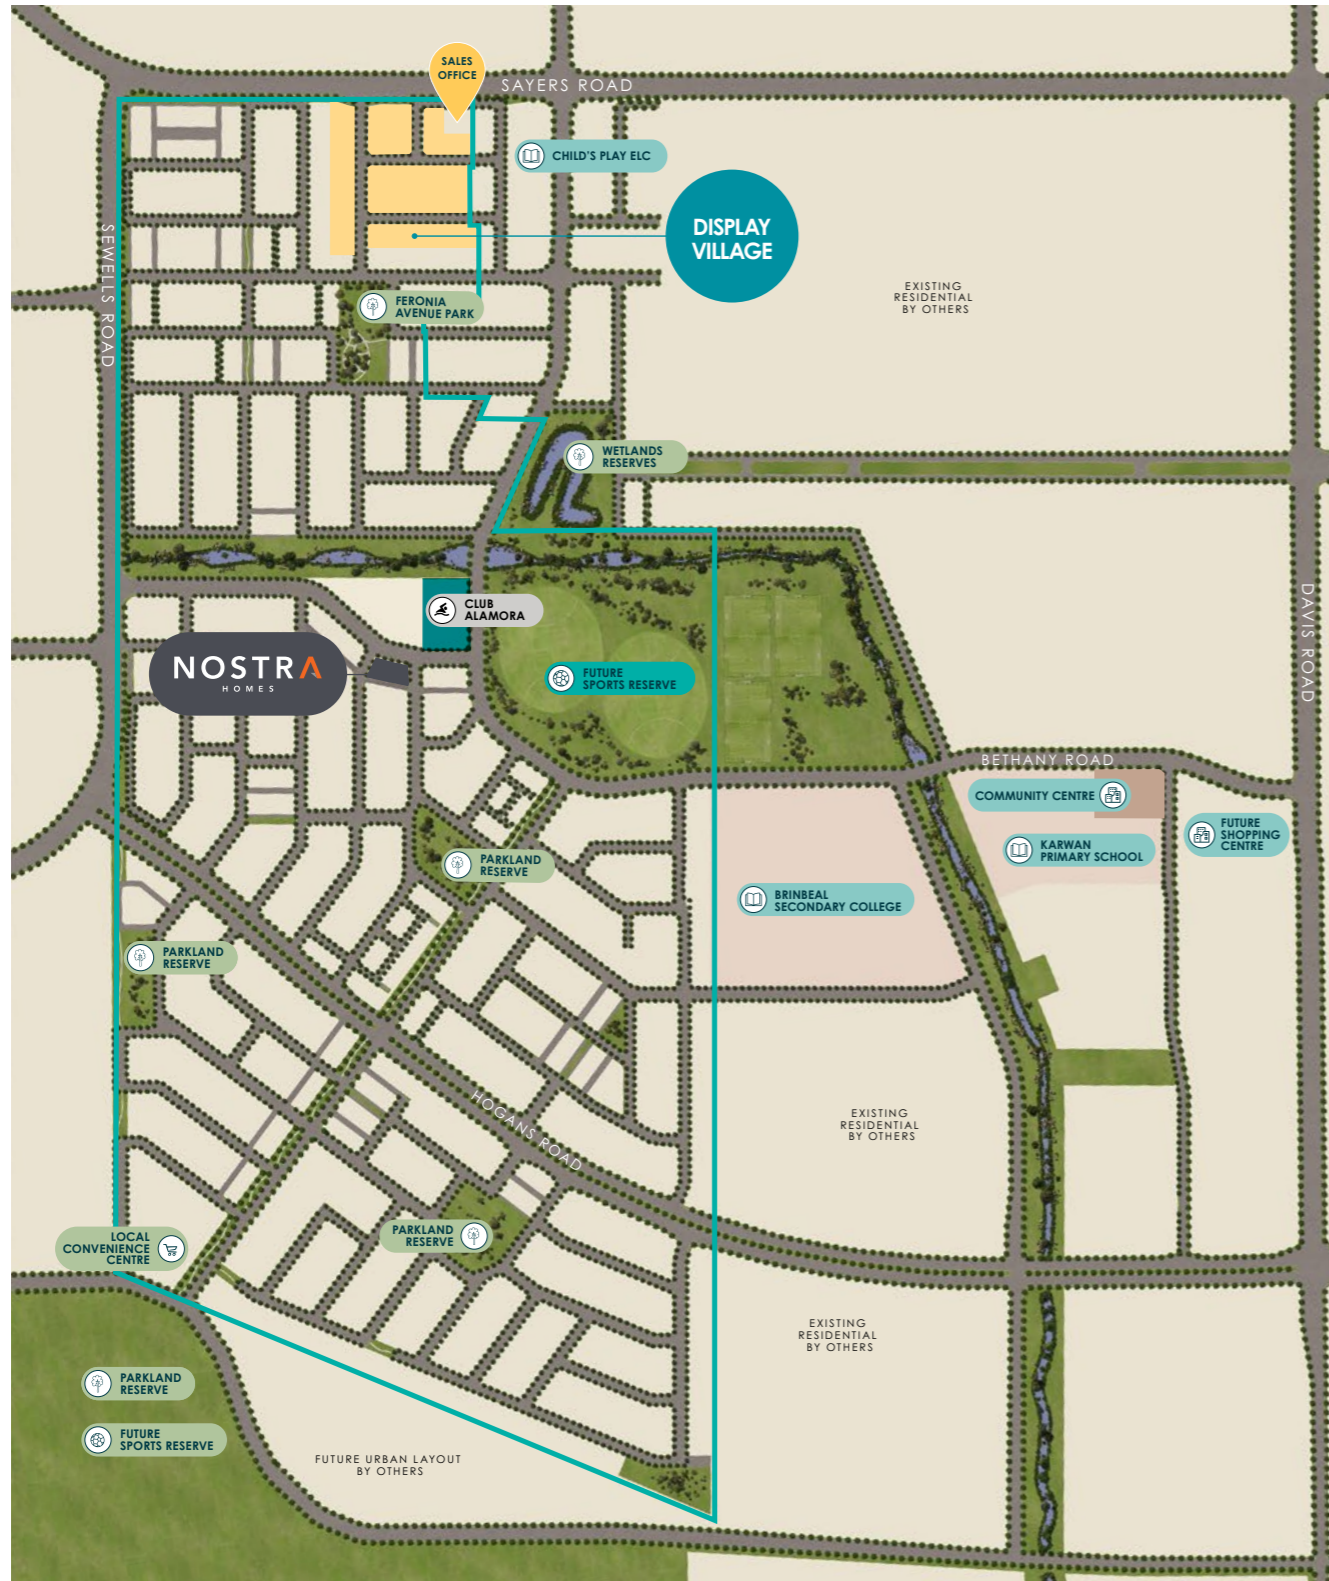 SALES
OFFICE
SAYERS ROAD
CHILD'S PLAY ELC
DISPLAY
VILLAGE
SEWELLS ROAD
EXISTING
RESIDENTIAL
BY OTHERS
FERONIA
AVENUE PARK
WETLANDS
RESERVES
CLUB
ALAMORA
DAVIS ROAD
NOSTRA
HOMES
FUTURE
SPORTS RESERVE
BETHANY ROAD
COMMUNITY CENTRE
FUTURE
SHOPPING
CENTRE
KARWAN
PRIMARY SCHOOL
PARKLAND
RESERVE
BRINBEAL
SECONDARY COLLEGE
PARKLAND
RESERVE
HOGANS ROAD
EXISTING
RESIDENTIAL
BY OTHERS
PARKLAND
RESERVE
LOCAL
CONVENIENCE
CENTRE
EXISTING
RESIDENTIAL
BY OTHERS
PARKLAND
RESERVE
FUTURE
SPORTS RESERVE
FUTURE URBAN LAYOUT
BY OTHERS